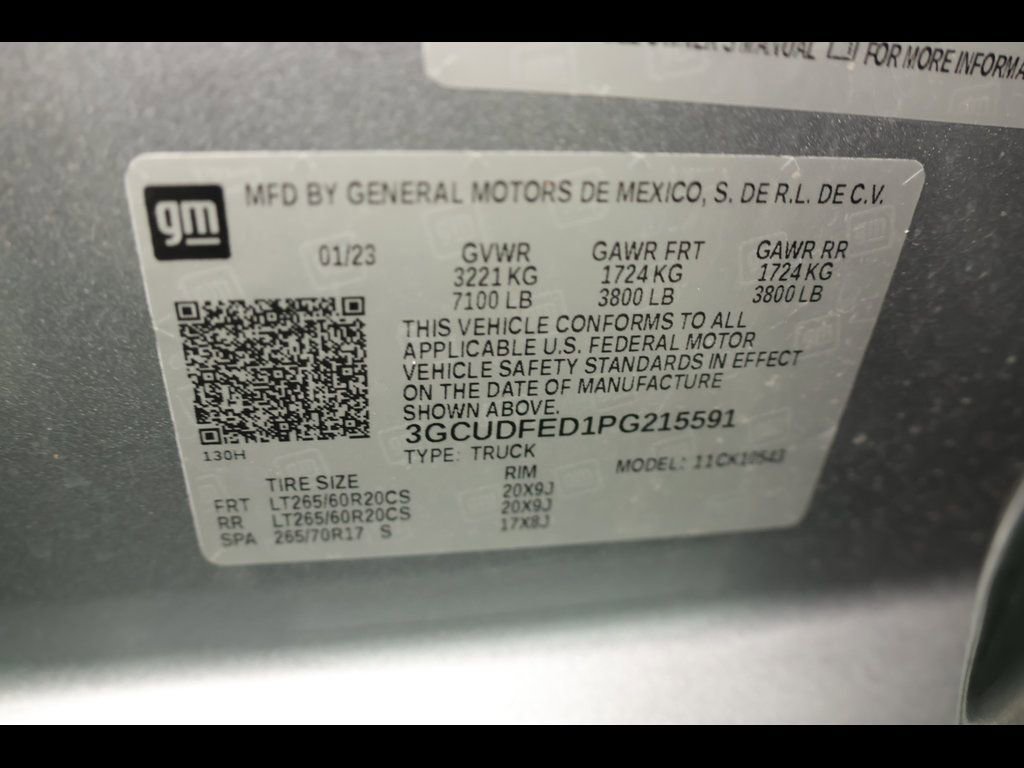 OWNER'S MANUAL FOR MORE INFORMA
gm
MFD BY GENERAL MOTORS DE MEXICO, S. DE R.L. DE C.V.
01/23 GVWR GAWR FRT GAWR RR
3221 KG 1724 KG 1724 KG
7100 LB 3800 LB 3800 LB
THIS VEHICLE CONFORMS TO ALL
APPLICABLE U.S. FEDERAL MOTOR
VEHICLE SAFETY STANDARDS IN EFFECT
ON THE DATE OF MANUFACTURE
SHOWN ABOVE.
3GCUDFED1PG215591
130H
TYPE: TRUCK
MODEL: 11CK10543
TIRE SIZE RIM
FRT LT265/60R20CS 20X9J
RR LT265/60R20CS 20X9J
SPA 265/70R17 S 17X8J